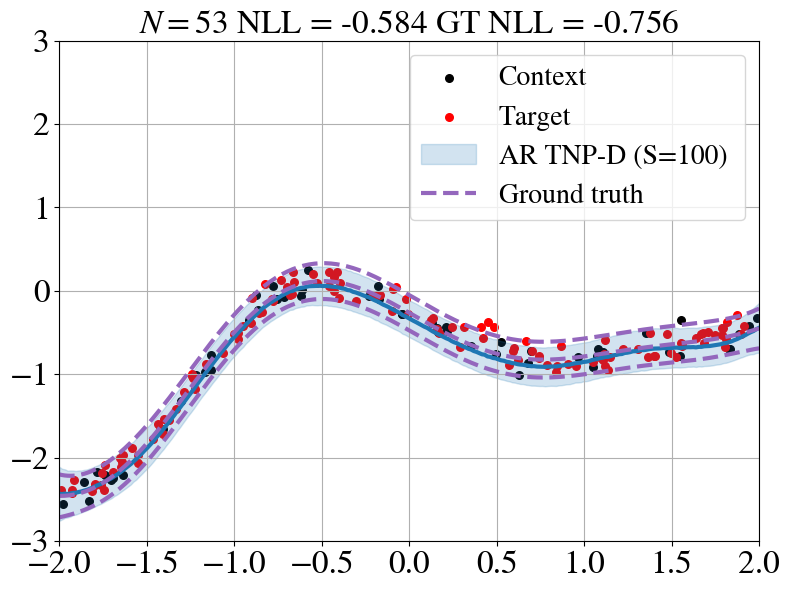 N = 53 NLL = -0.584 GT NLL = -0.756
Context
Target
AR TNP-D (S=100)
Ground truth
3
2
1
0
−1
−2
−3
−2.0 −1.5 −1.0 −0.5 0.0 0.5 1.0 1.5 2.0